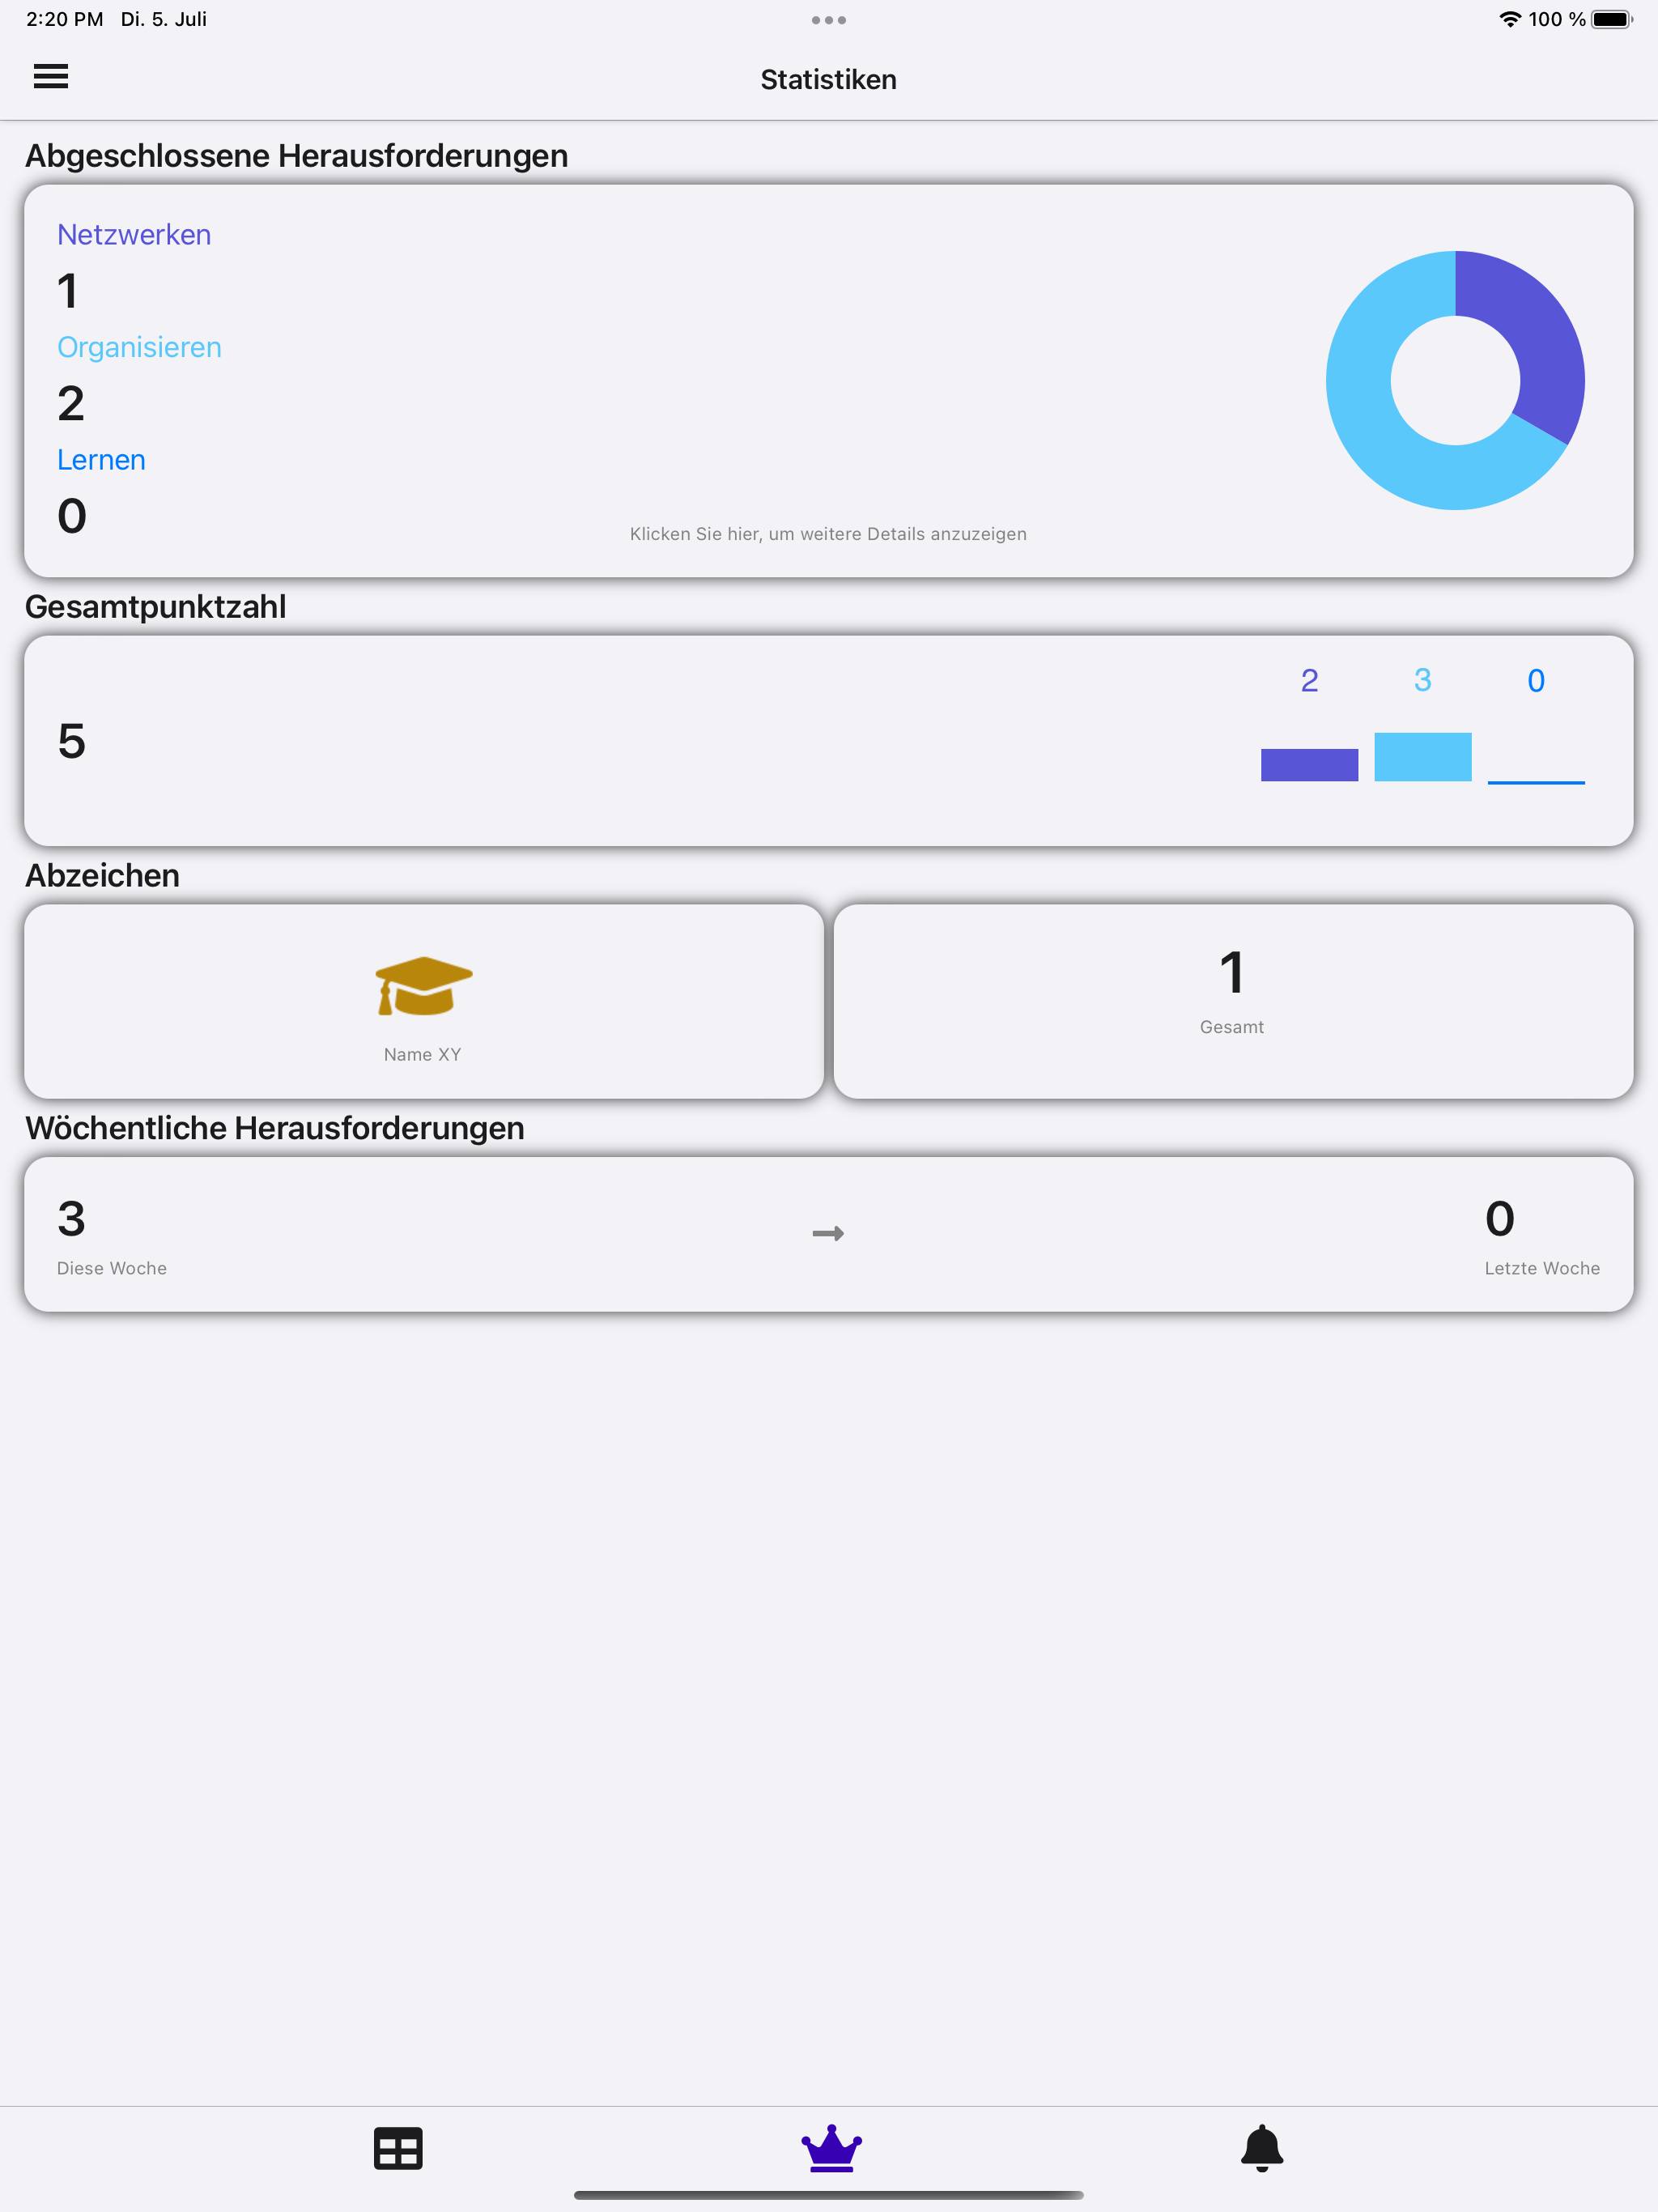 2:20 PM Di. 5. Juli
100 %
Statistiken
Abgeschlossene Herausforderungen
Netzwerken
1
Organisieren
2
Lernen
0
Klicken Sie hier, um weitere Details anzuzeigen
Gesamtpunktzahl
5
2 3 0
Abzeichen
Name XY
1
Gesamt
Wöchentliche Herausforderungen
3
Diese Woche
0
Letzte Woche